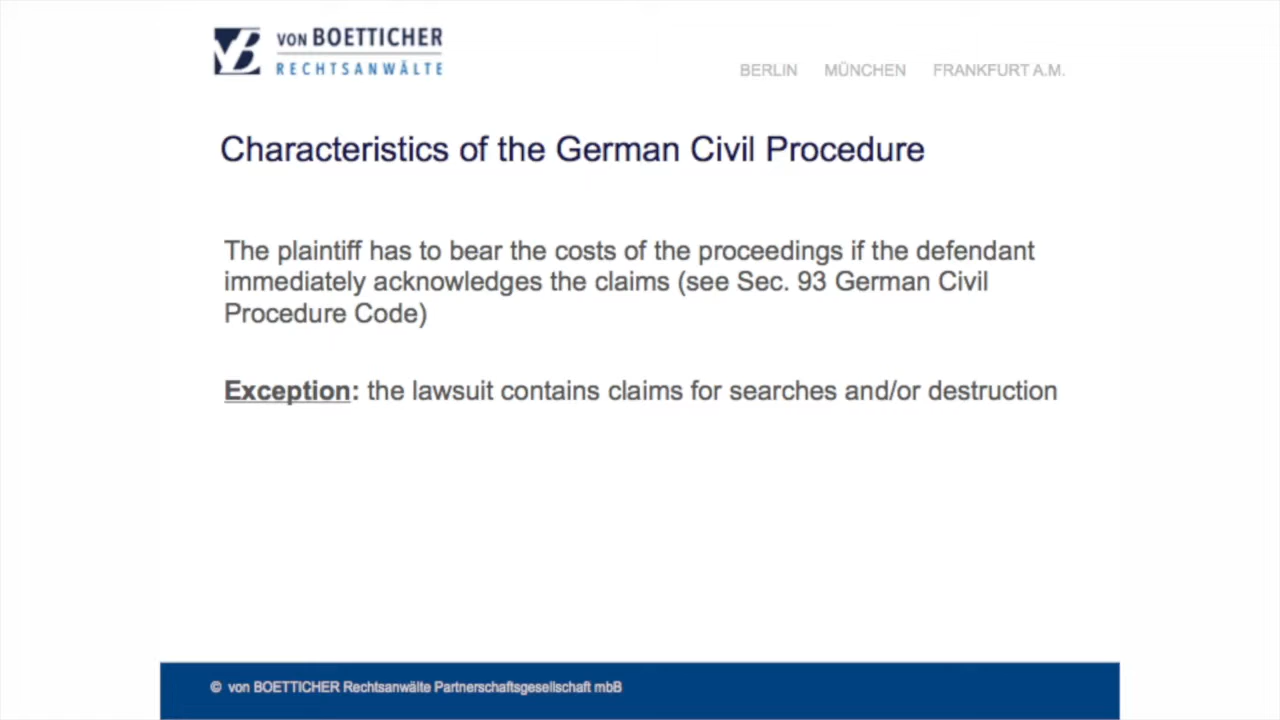 VON BOETTICHER
RECHTSANWÄLTE
BERLIN MÜNCHEN FRANKFURT A.M.
Characteristics of the German Civil Procedure
The plaintiff has to bear the costs of the proceedings if the defendant
immediately acknowledges the claims (see Sec. 93 German Civil
Procedure Code)
Exception: the lawsuit contains claims for searches and/or destruction
© von BOETTICHER Rechtsanwälte Partnerschaftsgesellschaft mbB